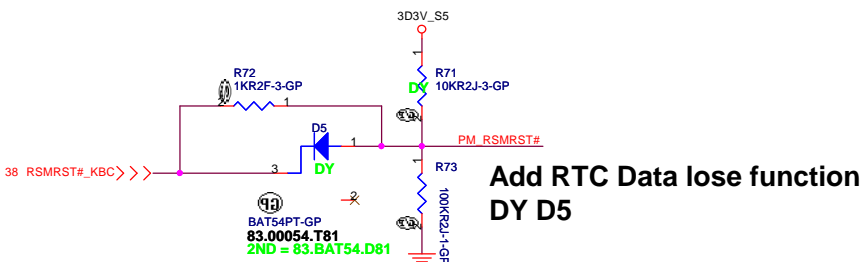 3D3V_S5
1
R71
10KR2J-3-GP
DY
2
R72
1KR2F-3-GP
2 1
D5
1
3
DY
PM_RSMRST#
38 RSMRST#_KBC
2
BAT54PT-GP
83.00054.T81
2ND = 83.BAT54.D81
1
R73
100KR2J-1-GP
2
Add RTC Data lose function
DY D5